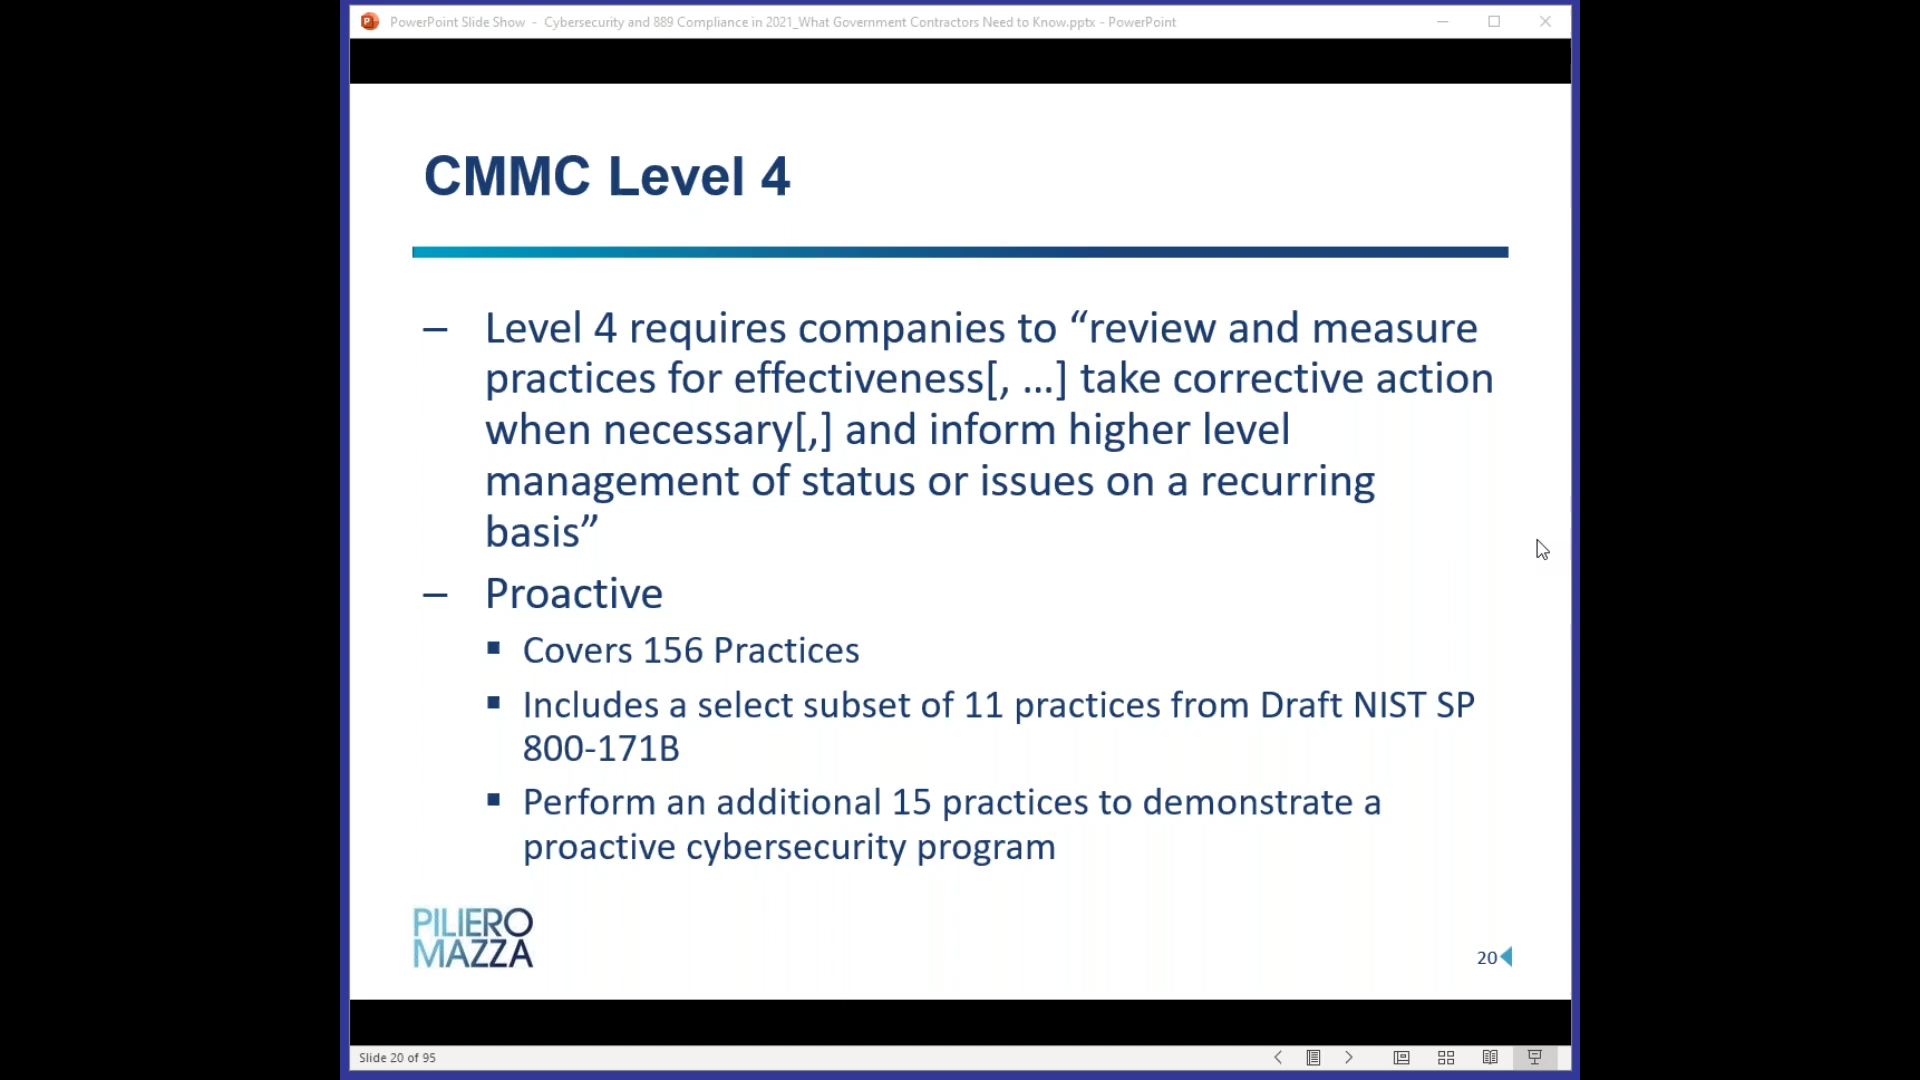 PowerPoint Slide Show - Cybersecurity and 889 Compliance in 2021_What Government Contractors Need to Know.pptx - PowerPoint
CMMC Level 4
– Level 4 requires companies to “review and measure
practices for effectiveness[, ...] take corrective action
when necessary[,] and inform higher level
management of status or issues on a recurring
basis”
– Proactive
▪ Covers 156 Practices
▪ Includes a select subset of 11 practices from Draft NIST SP
800-171B
▪ Perform an additional 15 practices to demonstrate a
proactive cybersecurity program
PILIERO
MAZZA
20
Slide 20 of 95